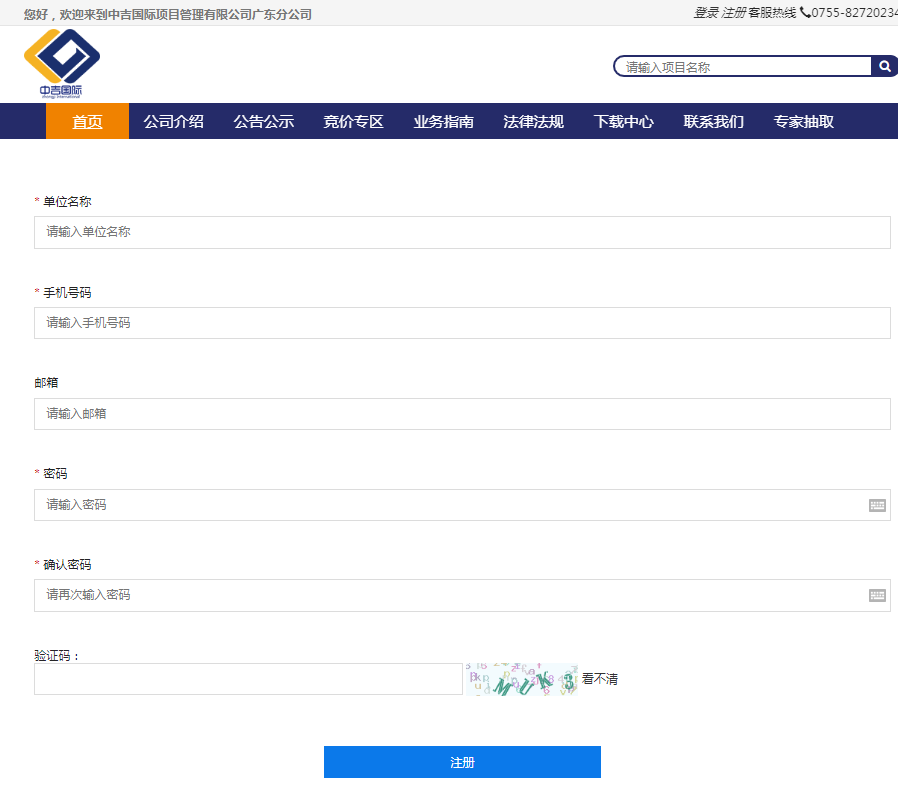 您好，欢迎来到中吉国际项目管理有限公司广东分公司
登录 注册 客服热线 0755-82720234
中吉国际
zhongji international
请输入项目名称
首页 公司介绍 公告公示 竞价专区 业务指南 法律法规 下载中心 联系我们 专家抽取
* 单位名称
请输入单位名称
* 手机号码
请输入手机号码
邮箱
请输入邮箱
* 密码
请输入密码
* 确认密码
请再次输入密码
验证码：
MUK3 看不清
注册